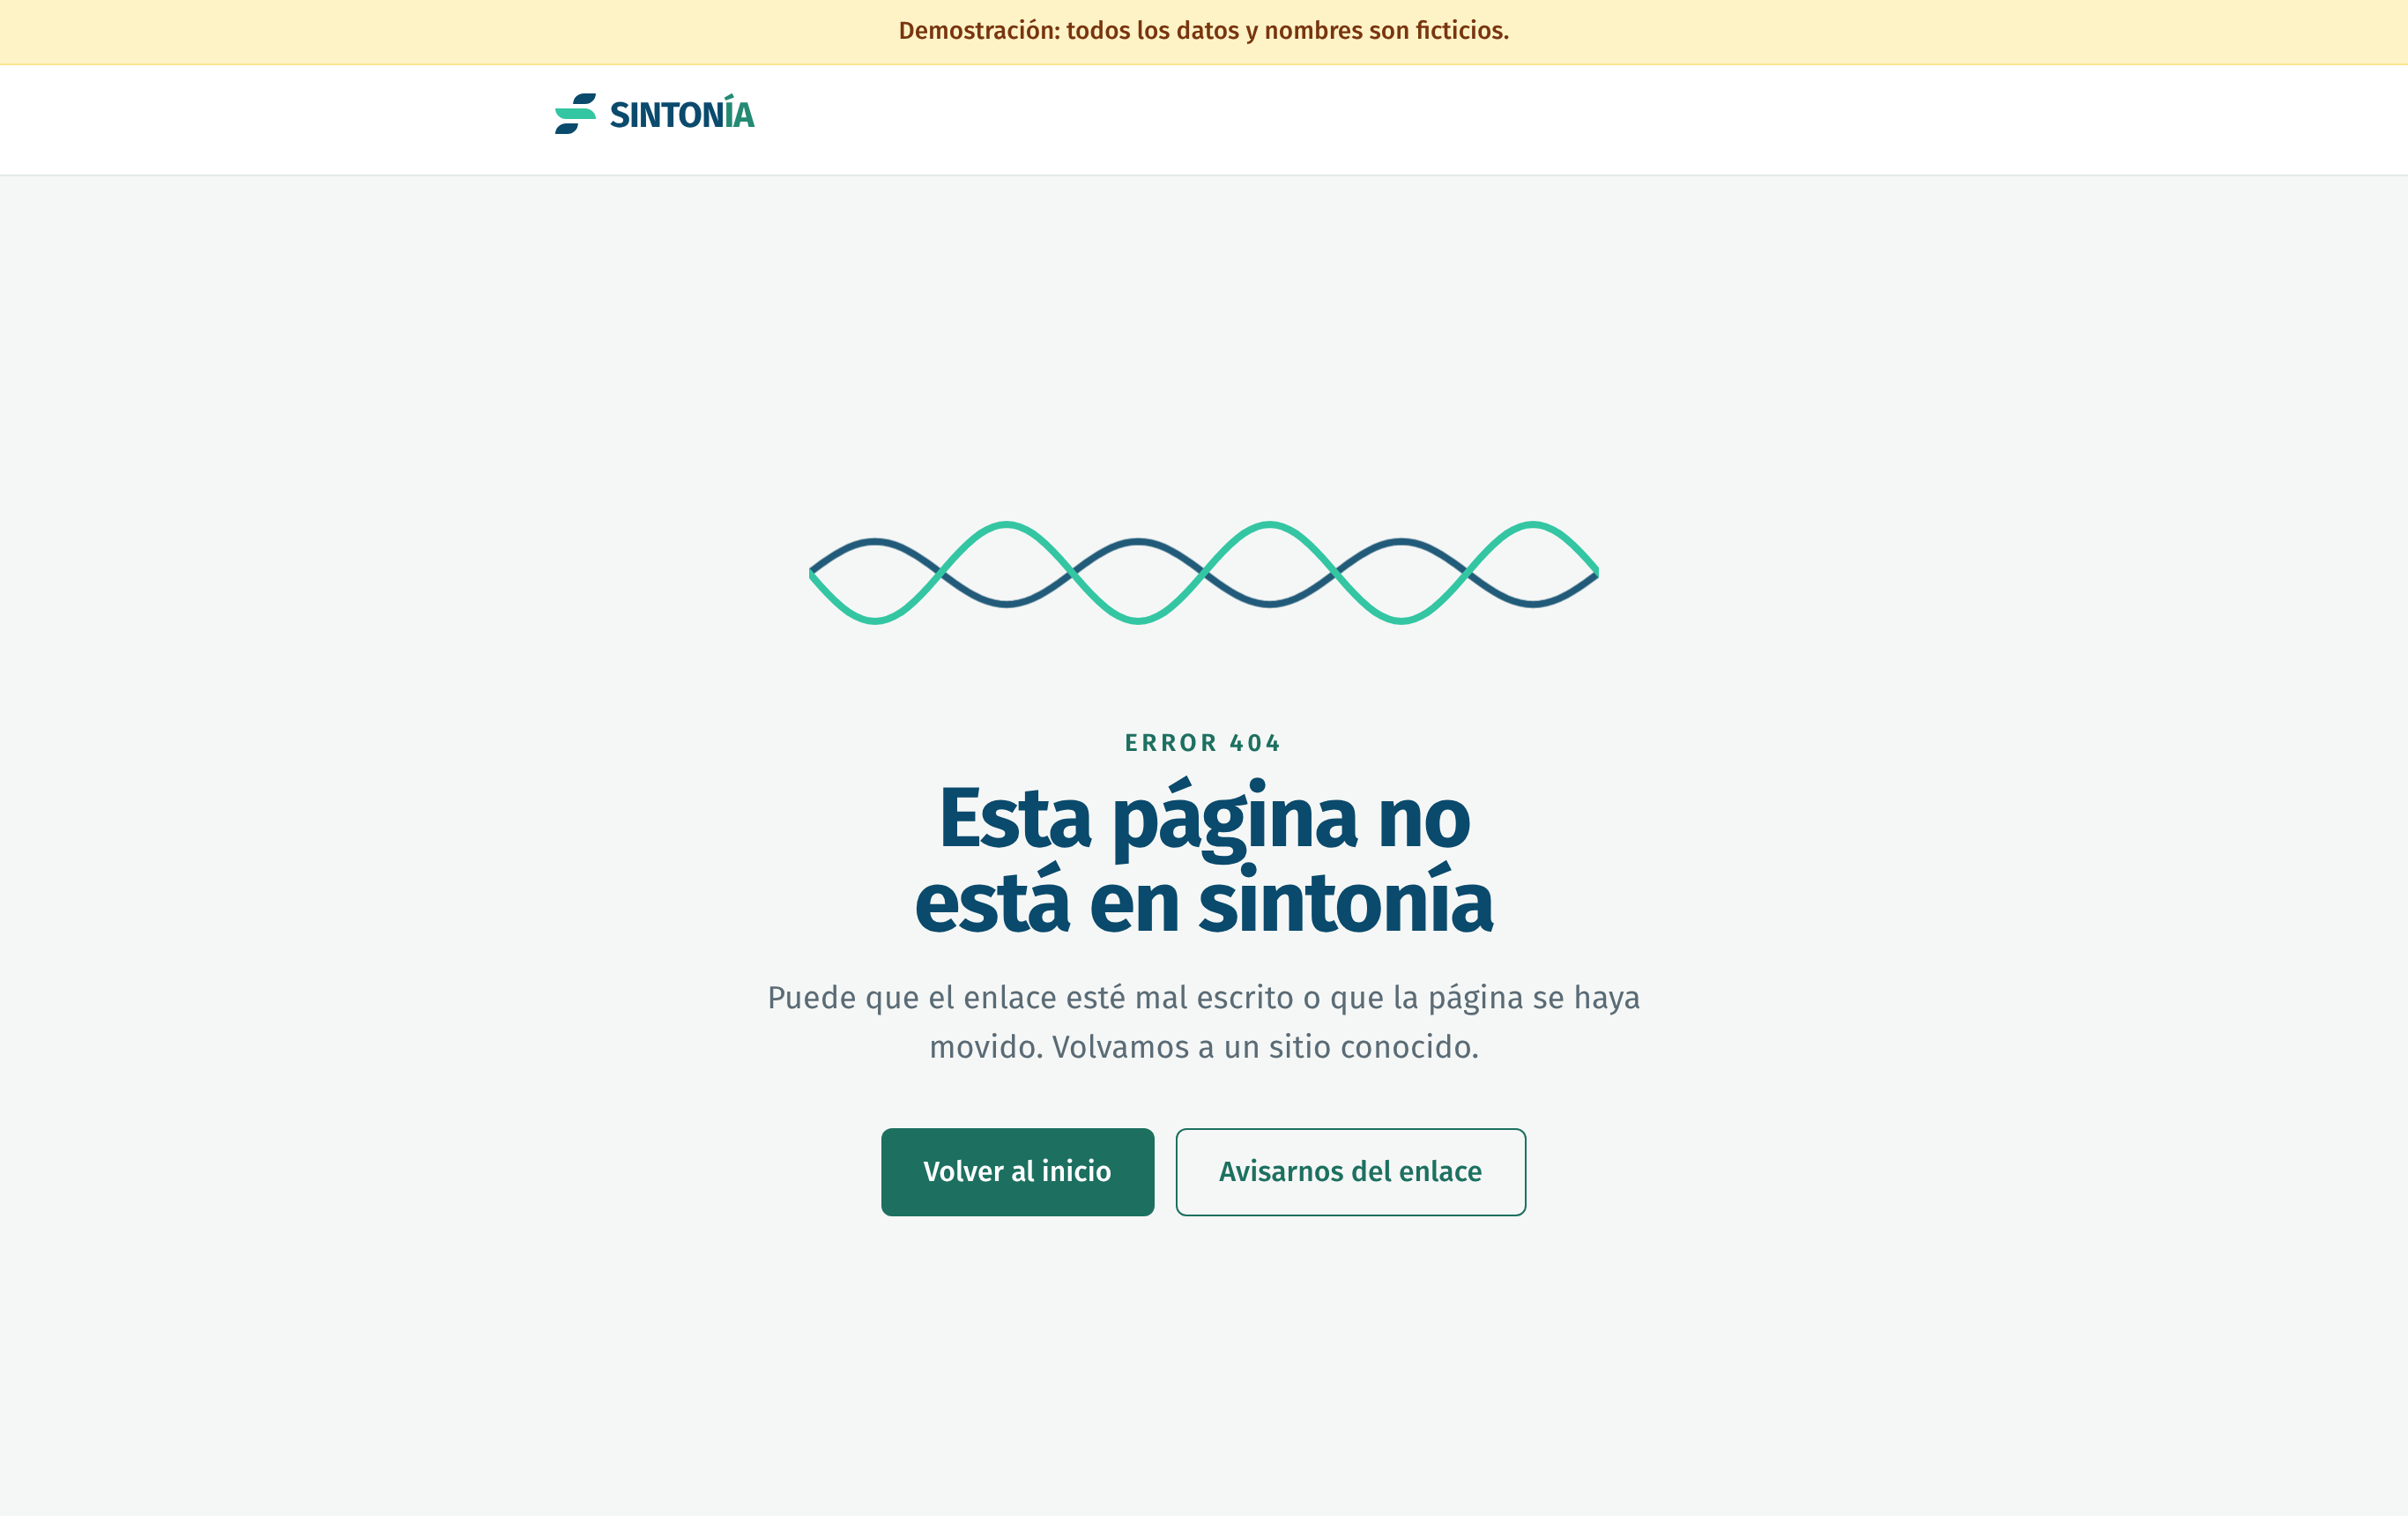 Demostración: todos los datos y nombres son ficticios.
SINTONÍA
ERROR 404
Esta página no
está en sintonía
Puede que el enlace esté mal escrito o que la página se haya
movido. Volvamos a un sitio conocido.
Volver al inicio
Avisarnos del enlace